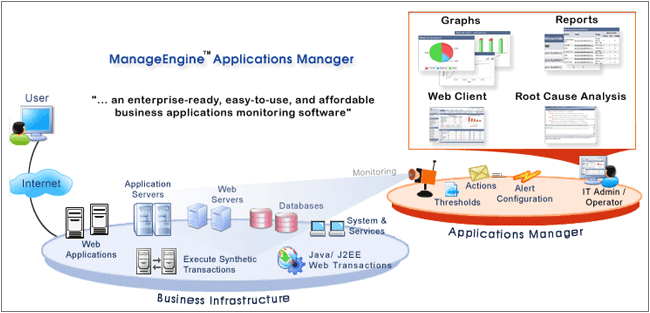 Graphs
Reports
ManageEngine™ Applications Manager
"... an enterprise-ready, easy-to-use, and affordable
business applications monitoring software"
Web Client
Root Cause Analysis
User
Internet
Application
Servers
Web
Servers
Databases
System &
Services
Web
Applications
Execute Synthetic
Transactions
Java/ J2EE
Web Transactions
Business Infrastructure
Monitoring
Thresholds
Actions
Alert
Configuration
IT Admin /
Operator
Applications Manager